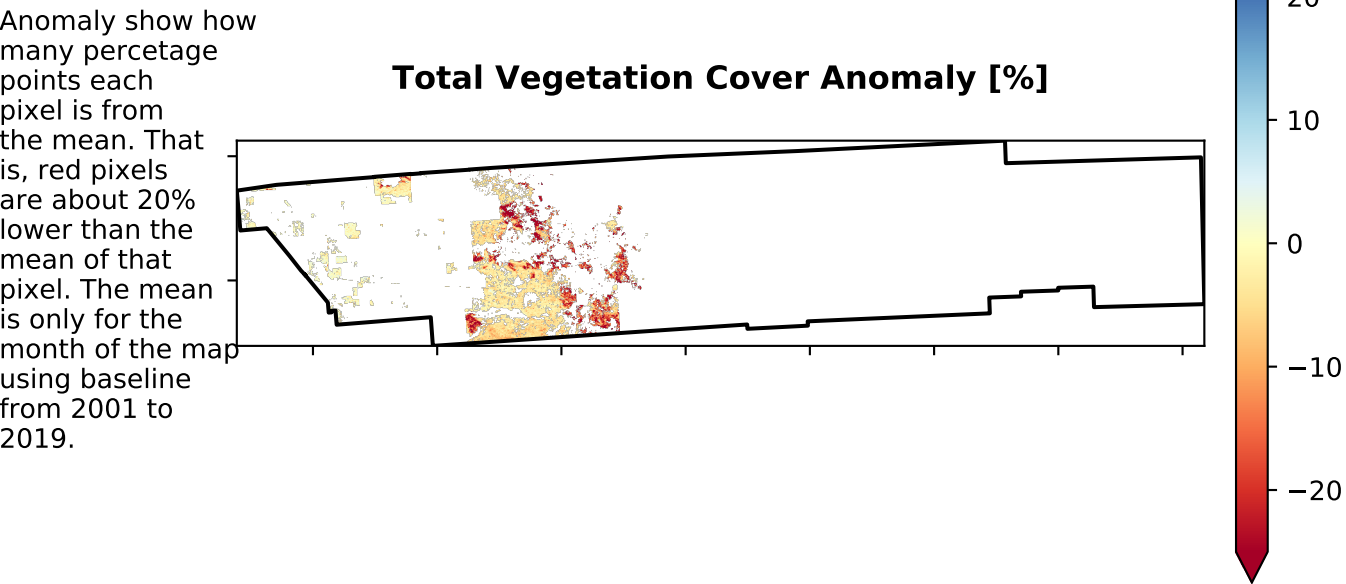 Anomaly show how
many percetage
points each
pixel is from
the mean. That
is, red pixels
are about 20%
lower than the
mean of that
pixel. The mean
is only for the
month of the map
using baseline
from 2001 to
2019.
Total Vegetation Cover Anomaly [%]
20
10
0
−10
−20